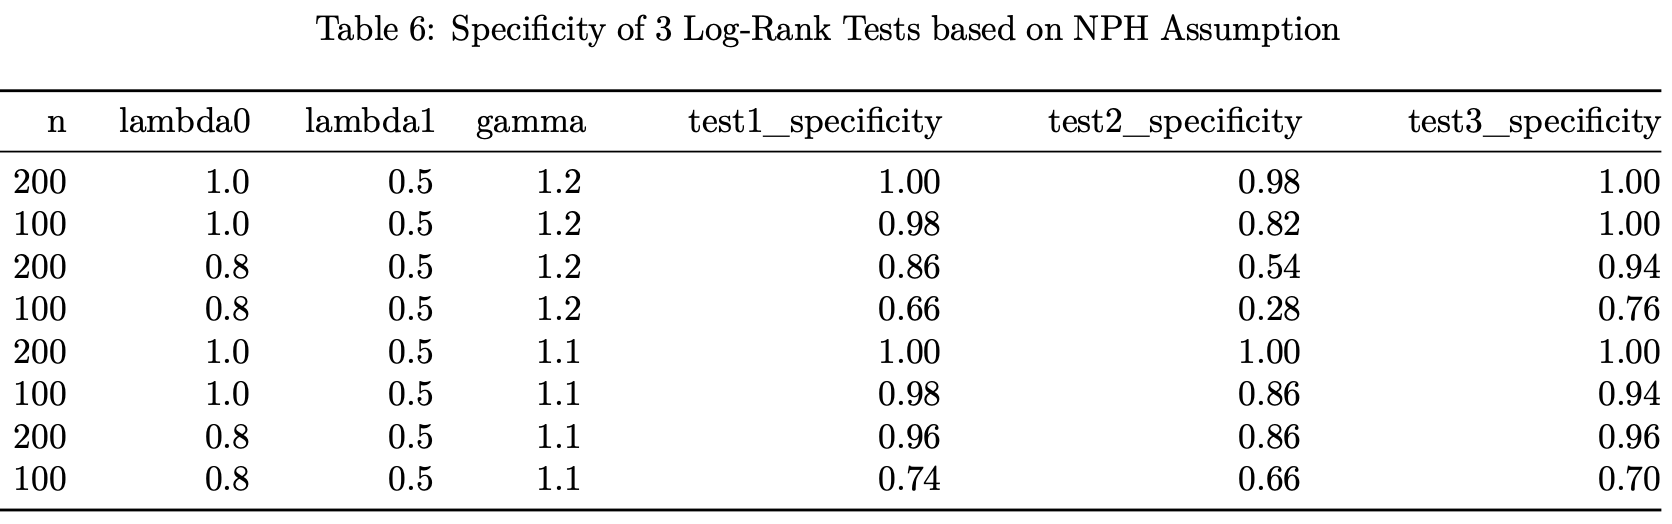 Table 6: Specificity of 3 Log-Rank Tests based on NPH Assumption
n lambda0 lambda1 gamma test1_specificity test2_specificity test3_specificity
200 1.0 0.5 1.2 1.00 0.98 1.00
100 1.0 0.5 1.2 0.98 0.82 1.00
200 0.8 0.5 1.2 0.86 0.54 0.94
100 0.8 0.5 1.2 0.66 0.28 0.76
200 1.0 0.5 1.1 1.00 1.00 1.00
100 1.0 0.5 1.1 0.98 0.86 0.94
200 0.8 0.5 1.1 0.96 0.86 0.96
100 0.8 0.5 1.1 0.74 0.66 0.70